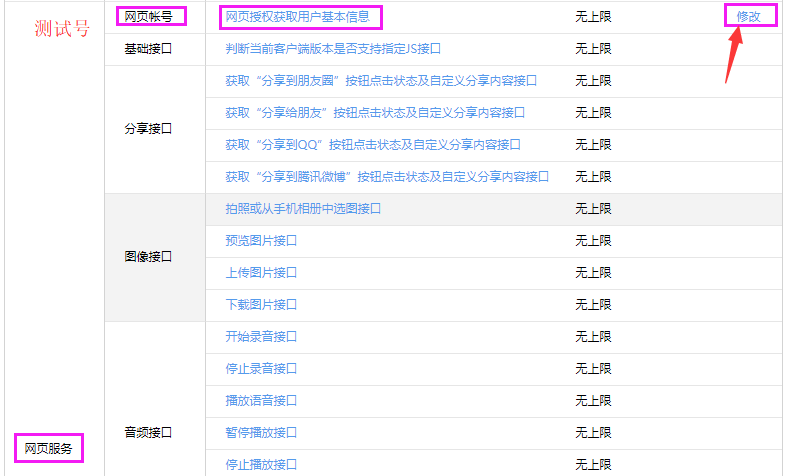 网页帐号 网页授权获取用户基本信息 无上限 修改
测试号
基础接口 判断当前客户端版本是否支持指定JS接口 无上限
获取“分享到朋友圈”按钮点击状态及自定义分享内容接口 无上限
获取“分享给朋友”按钮点击状态及自定义分享内容接口 无上限
分享接口
获取“分享到QQ”按钮点击状态及自定义分享内容接口 无上限
获取“分享到腾讯微博”按钮点击状态及自定义分享内容接口 无上限
拍照或从手机相册中选图接口 无上限
预览图片接口 无上限
图像接口
上传图片接口 无上限
下载图片接口 无上限
开始录音接口 无上限
停止录音接口 无上限
播放语音接口 无上限
音频接口 暂停播放接口 无上限
网页服务
停止播放接口 无上限